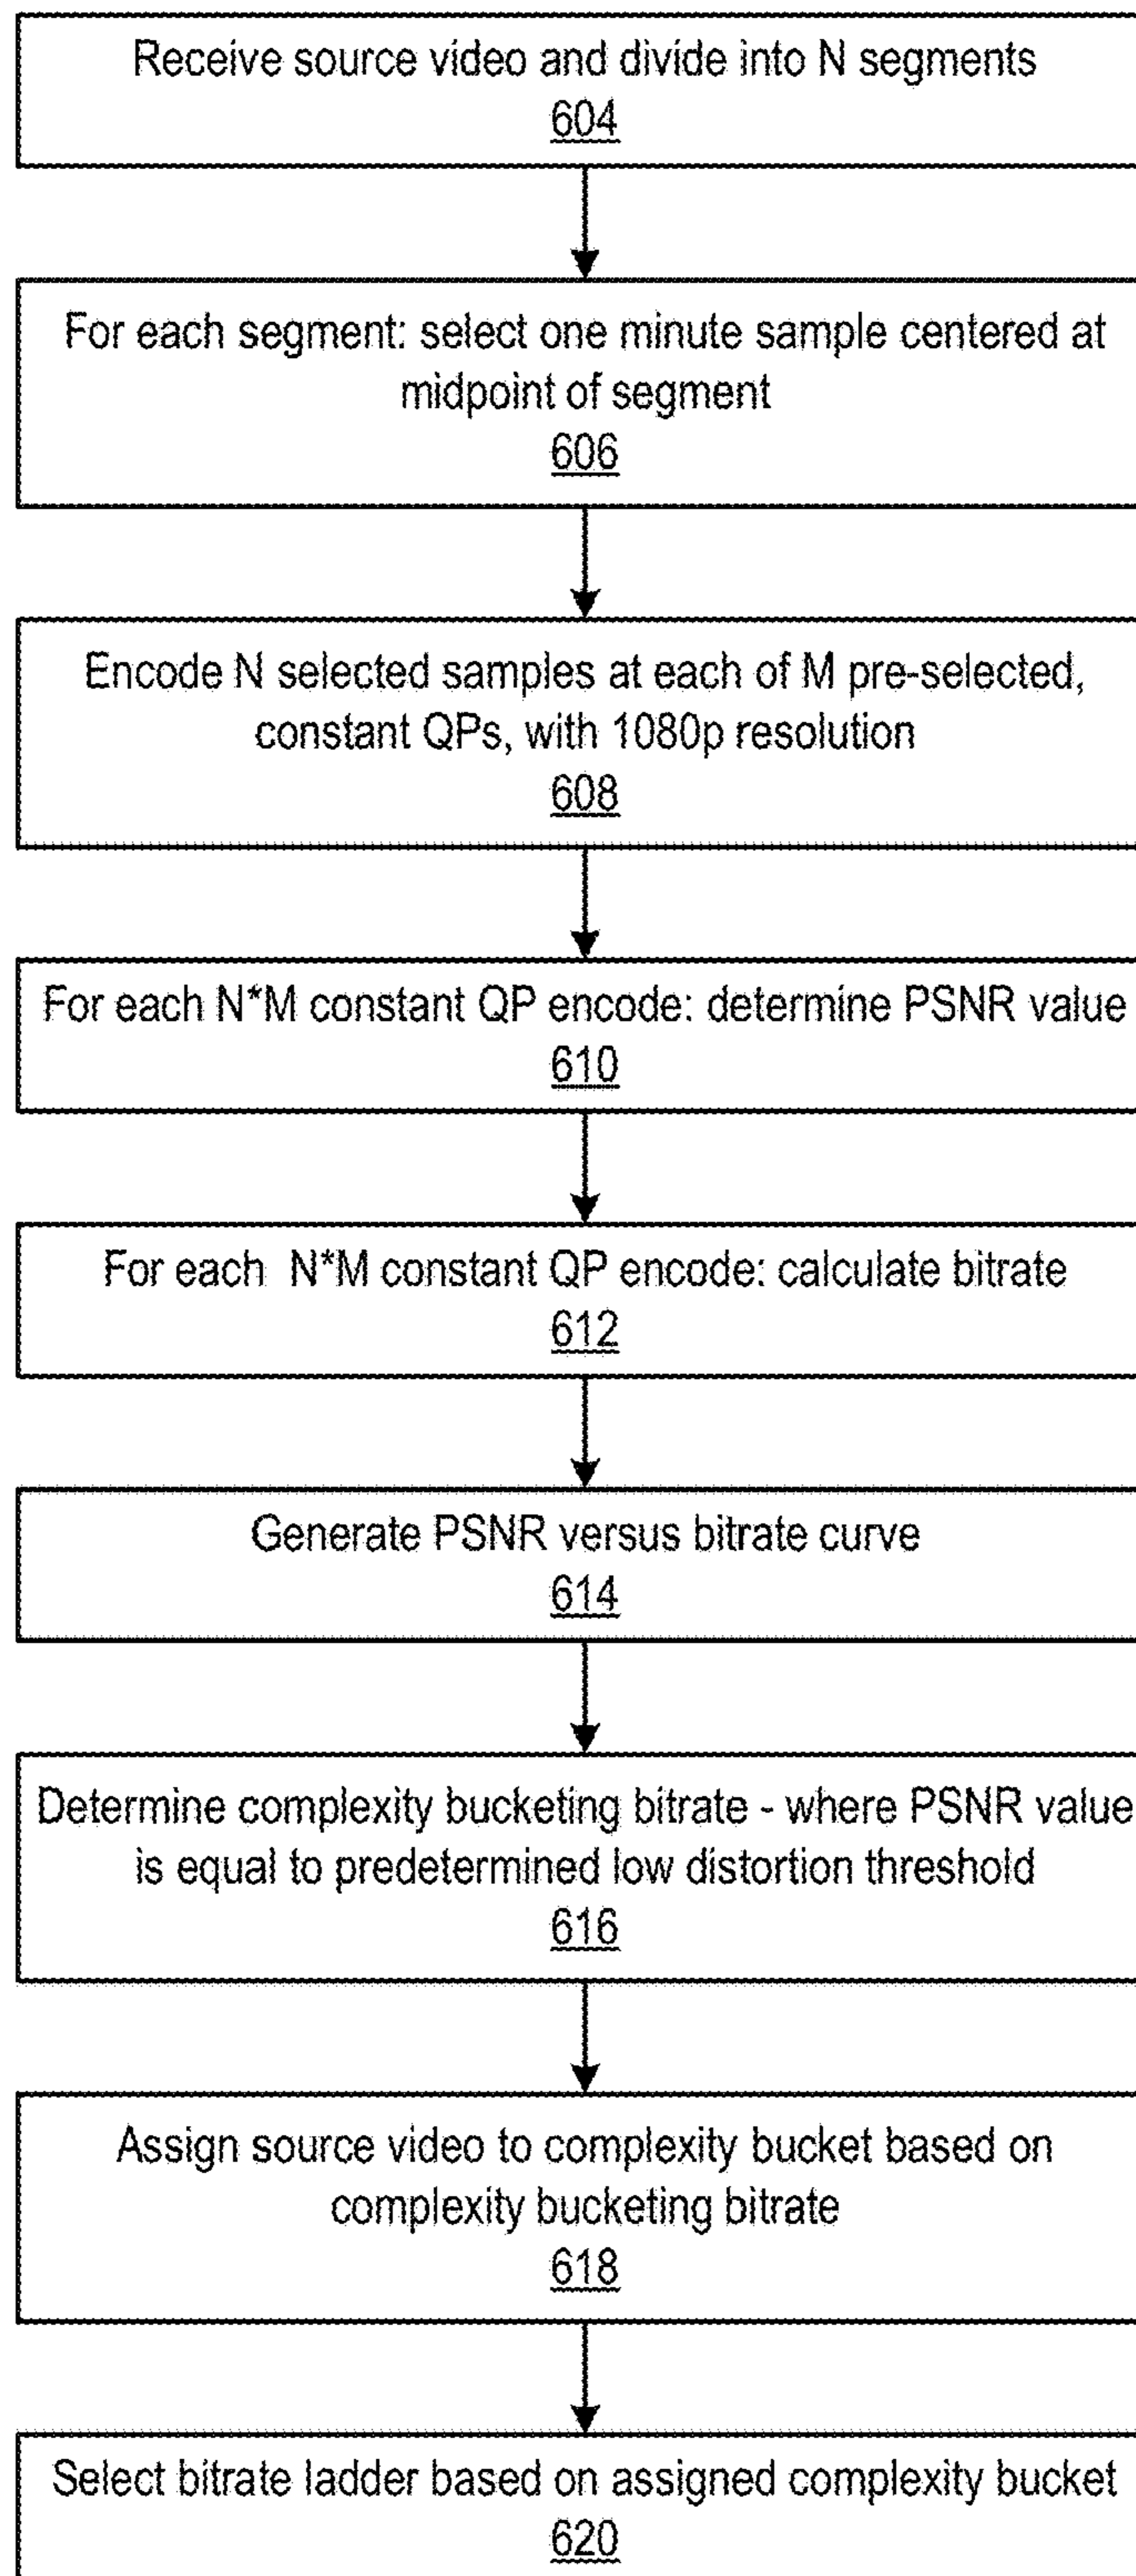 Receive source video and divide into N segments
604
For each segment: select one minute sample centered at
midpoint of segment
606
Encode N selected samples at each of M pre-selected,
constant QPs, with 1080p resolution
608
For each N*M constant QP encode: determine PSNR value
610
For each N*M constant QP encode: calculate bitrate
612
Generate PSNR versus bitrate curve
614
Determine complexity bucketing bitrate - where PSNR value
is equal to predetermined low distortion threshold
616
Assign source video to complexity bucket based on
complexity bucketing bitrate
618
Select bitrate ladder based on assigned complexity bucket
620